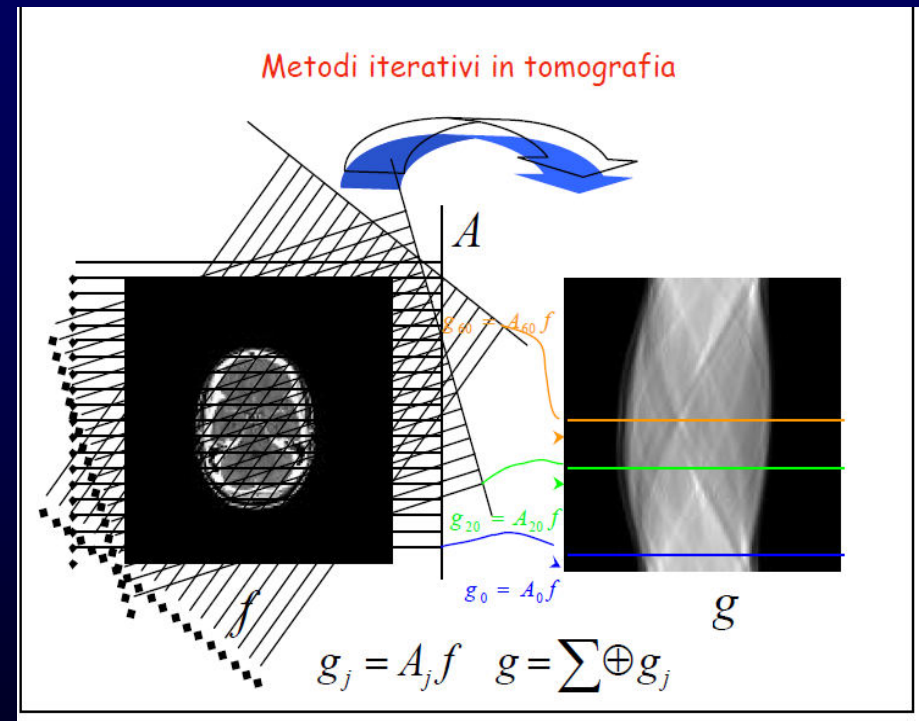 Metodi iterativi in tomografia
A
g₆₀ = A₆₀ f
g₂₀ = A₂₀ f
g₀ = A₀ f
f
g
gⱼ = Aⱼ f g = ∑⊕gⱼ